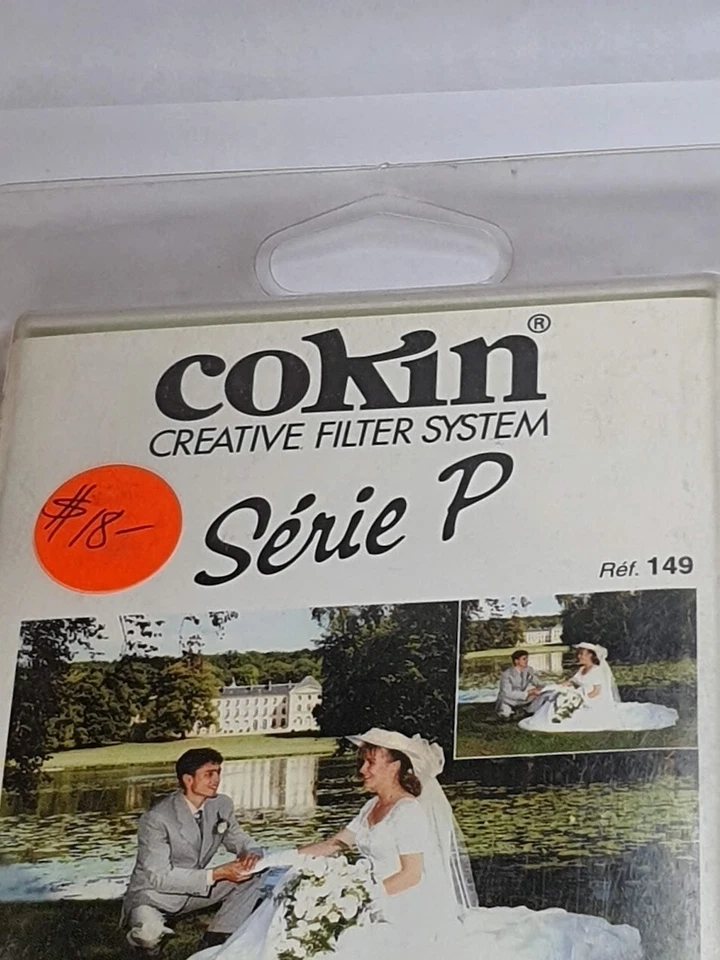 cokin®
CREATIVE FILTER SYSTEM
Série P
$18—
Réf. 149